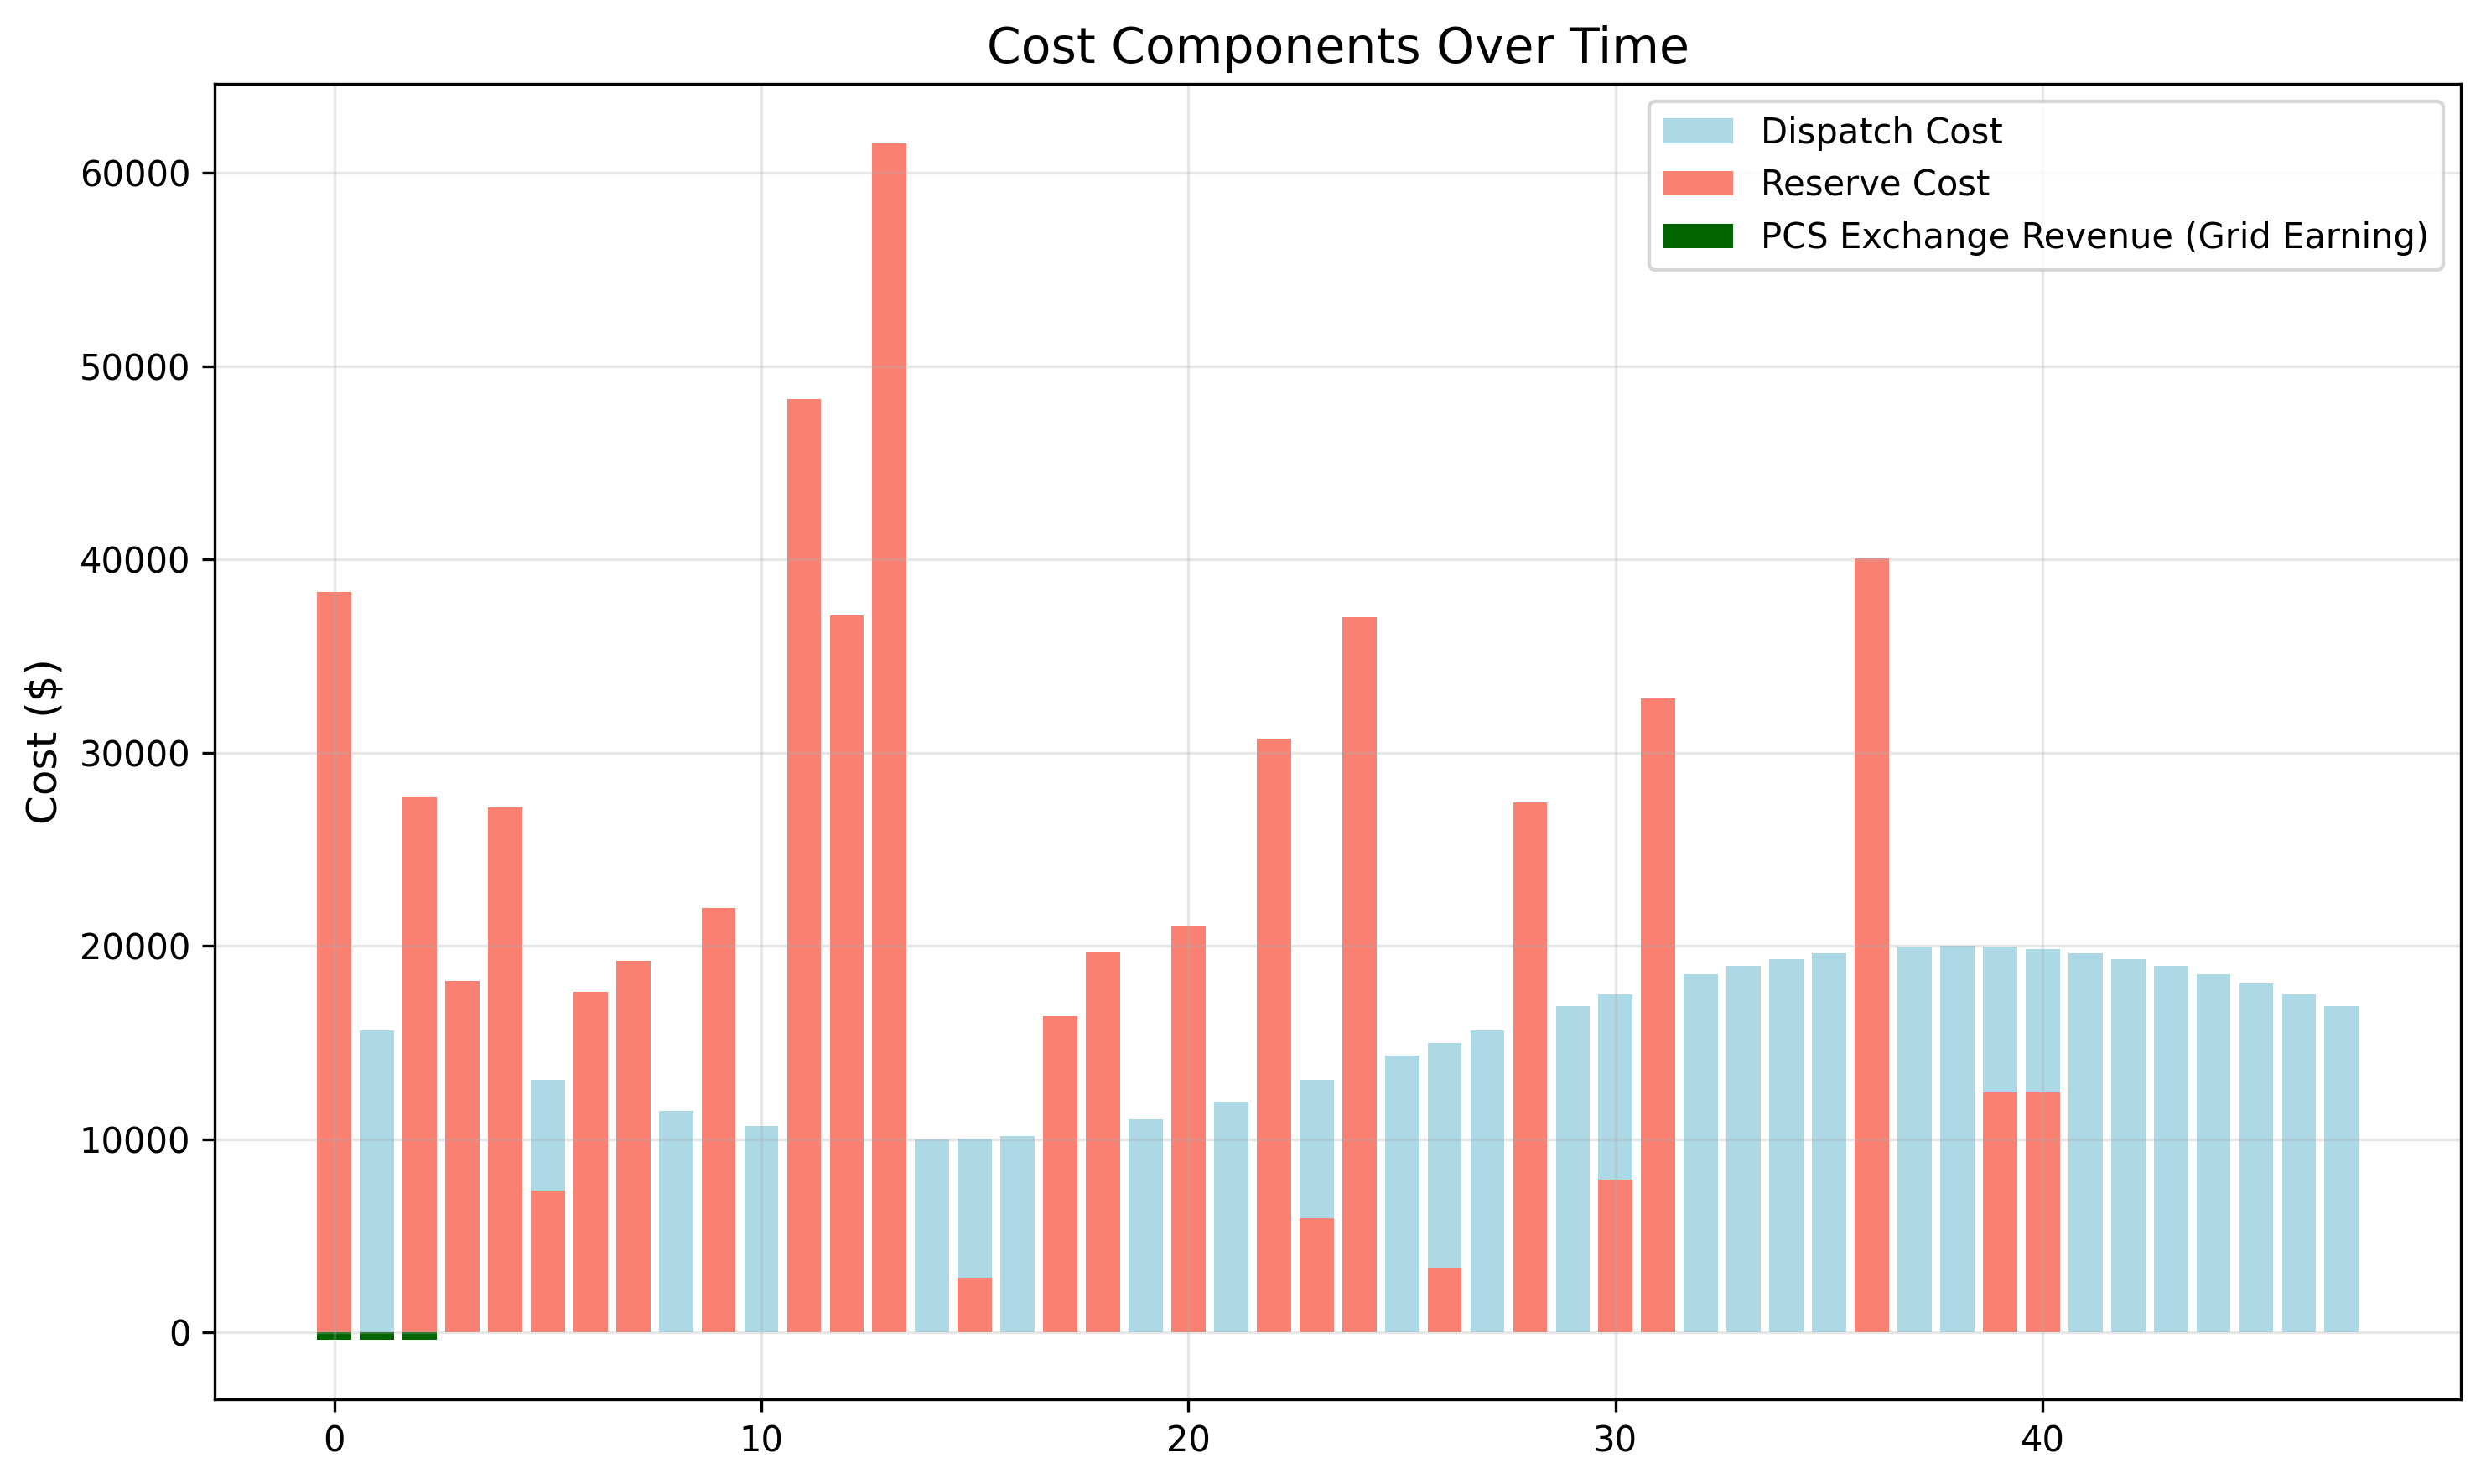 Cost Components Over Time
Dispatch Cost
Reserve Cost
PCS Exchange Revenue (Grid Earning)
Cost ($)
60000
50000
40000
30000
20000
10000
0
0 10 20 30 40